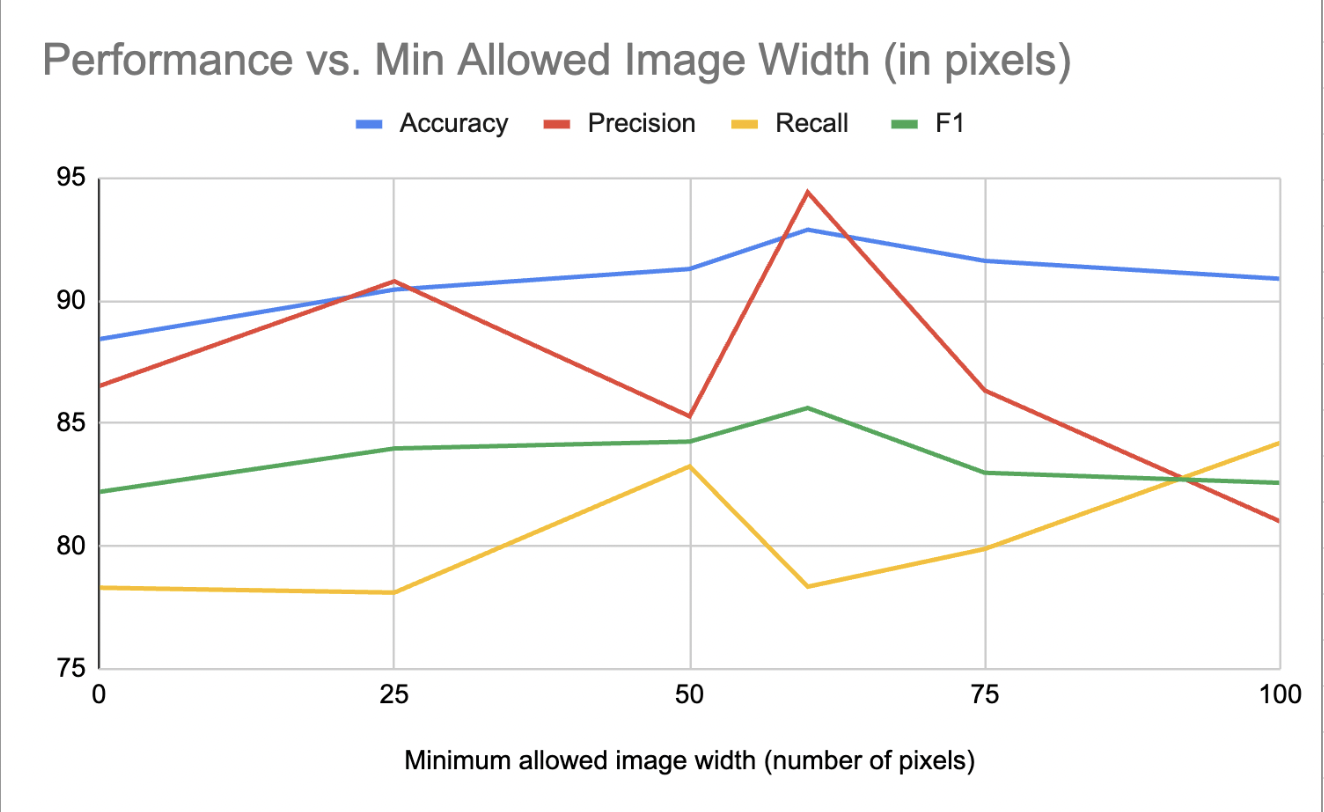 Performance vs. Min Allowed Image Width (in pixels)
Accuracy Precision Recall F1
95
90
85
80
75
0 25 50 75 100
Minimum allowed image width (number of pixels)